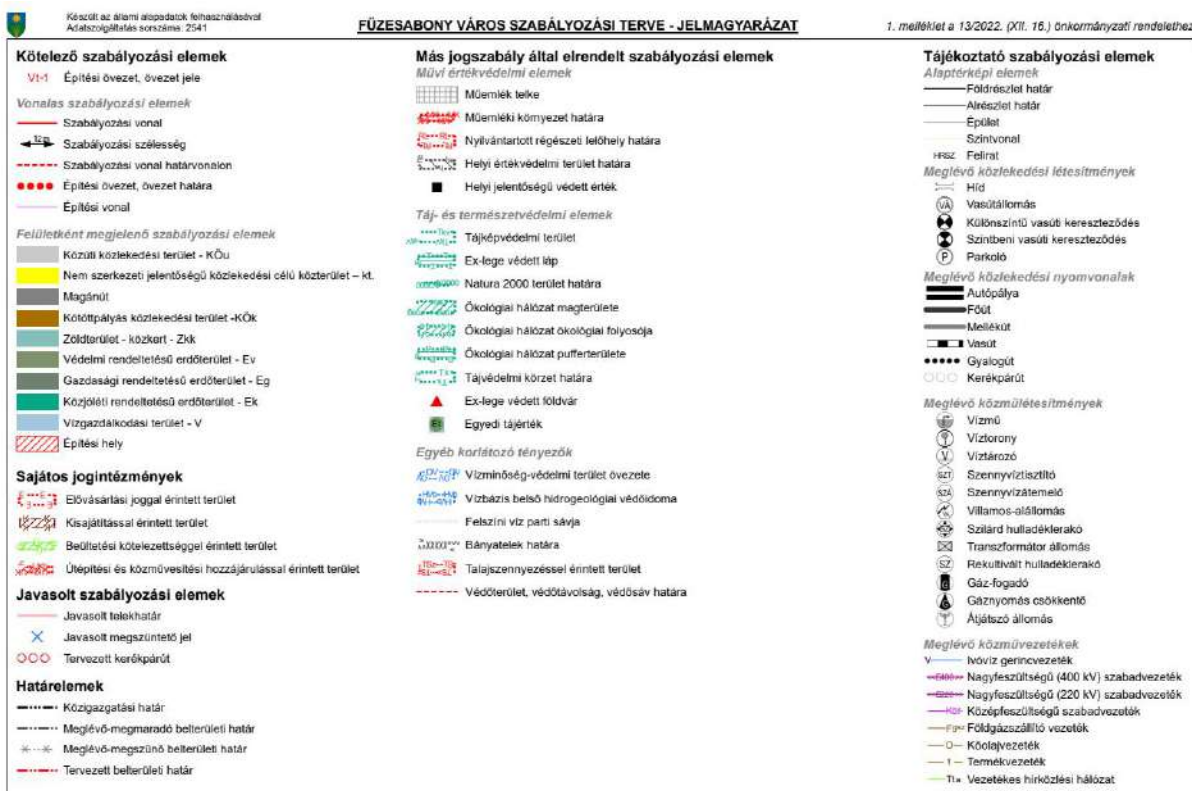 Készült az állami alapadatok felhasználásával
Adatszolgáltatás sorszáma: 2541
FÜZESABONY VÁROS SZABÁLYOZÁSI TERVE - JELMAGYARÁZAT
1. melléklet a 13/2022. (XII. 16.) önkormányzati rendelethez
Kötelező szabályozási elemek
Vt-1 Építési övezet, övezet jele
Vonalas szabályozási elemek
Szabályozási vonal
12 m Szabályozási szélesség
Szabályozási vonal határvonalon
Építési övezet, övezet határa
Építési vonal
Felületként megjelenő szabályozási elemek
Közúti közlekedési terület - KÖu
Nem szerkezeti jelentőségű közlekedési célú közterület – kt.
Magánút
Kötöttpályás közlekedési terület -KÖk
Zöldterület - közkert - Zkk
Védelmi rendeltetésű erdőterület - Ev
Gazdasági rendeltetésű erdőterület - Eg
Közjóléti rendeltetésű erdőterület - Ek
Vízgazdálkodási terület - V
Építési hely
Sajátos jogintézmények
Elővásárlási joggal érintett terület
Kisajátítással érintett terület
Beültetési kötelezettséggel érintett terület
Útépítési és közművesítési hozzájárulással érintett terület
Javasolt szabályozási elemek
Javasolt telekhatár
Javasolt megszüntető jel
Tervezett kerékpárút
Határelemek
Közigazgatási határ
Meglévő-megmaradó belterületi határ
Meglévő-megszűnő belterületi határ
Tervezett belterületi határ
Más jogszabály által elrendelt szabályozási elemek
Művi értékvédelmi elemek
Műemlék telke
Műemléki környezet határa
Nyilvántartott régészeti lelőhely határa
Helyi értékvédelmi terület határa
Helyi jelentőségű védett érték
Táj- és természetvédelmi elemek
Tájképvédelmi terület
Ex-lege védett láp
Natura 2000 terület határa
Ökológiai hálózat magterülete
Ökológiai hálózat ökológiai folyosója
Ökológiai hálózat pufferterülete
Tájvédelmi körzet határa
Ex-lege védett földvár
Egyedi tájérték
Egyéb korlátozó tényezők
Vízminőség-védelmi terület övezete
Vízbázis belső hidrogeológiai védőidoma
Felszíni víz parti sávja
Bányatelek határa
Talajszennyezéssel érintett terület
Védőterület, védőtávolság, védősáv határa
Tájékoztató szabályozási elemek
Alaptérképi elemek
Földrészlet határ
Alrészlet határ
Épület
Szintvonal
HRSZ Felirat
Meglévő közlekedési létesítmények
Híd
VÁ Vasútállomás
Különszintű vasúti kereszteződés
Szintbeni vasúti kereszteződés
P Parkoló
Meglévő közlekedési nyomvonalak
Autópálya
Főút
Mellékút
Vasút
Gyalogút
Kerékpárút
Meglévő közműlétesítmények
Vízmű
Víztorony
V Víztározó
SZT Szennyvíztisztító
SZÁ Szennyvízátemelő
Villamos-alállomás
Szilárd hulladéklerakó
Transzformátor állomás
SZ Rekultivált hulladéklerakó
Gáz-fogadó
Gáznyomás csökkentő
Átjátszó állomás
Meglévő közművezetékek
V Ivóvíz gerincvezeték
Nagyfeszültségű (400 kV) szabadvezeték
Nagyfeszültségű (220 kV) szabadvezeték
Középfeszültségű szabadvezeték
Földgázszállító vezeték
Kőolajvezeték
Termékvezeték
Vezetékes hírközlési hálózat